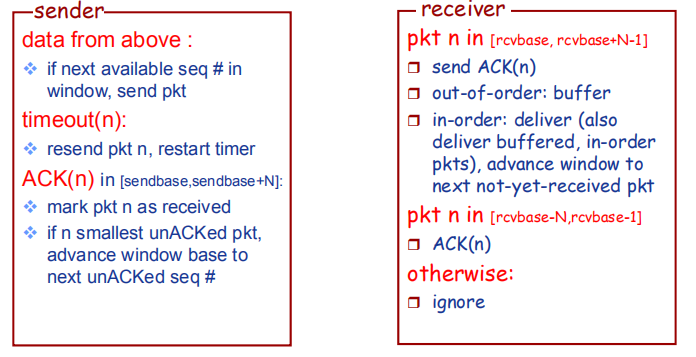 sender
data from above :
❖ if next available seq # in
window, send pkt
timeout(n):
❖ resend pkt n, restart timer
ACK(n) in [sendbase,sendbase+N]:
❖ mark pkt n as received
❖ if n smallest unACKed pkt,
advance window base to
next unACKed seq #
receiver
pkt n in [rcvbase, rcvbase+N-1]
❒ send ACK(n)
❒ out-of-order: buffer
❒ in-order: deliver (also
deliver buffered, in-order
pkts), advance window to
next not-yet-received pkt
pkt n in [rcvbase-N,rcvbase-1]
❒ ACK(n)
otherwise:
❒ ignore